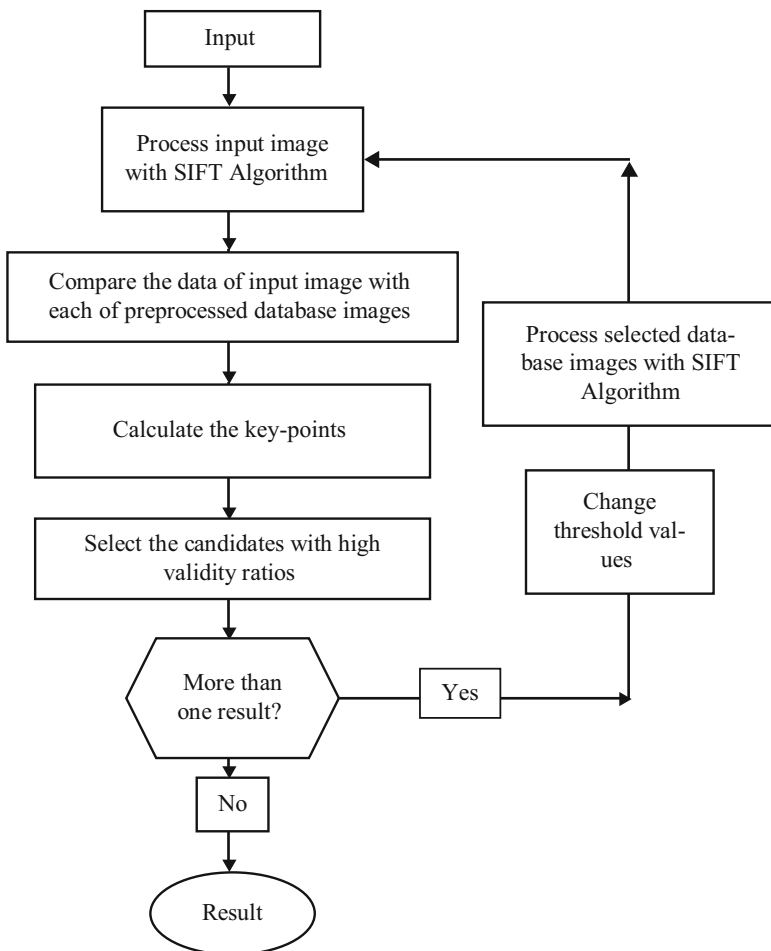 Input
Process input image
with SIFT Algorithm
Compare the data of input image with
each of preprocessed database images
Calculate the key-points
Select the candidates with high
validity ratios
More than
one result?
Yes
No
Result
Process selected data-
base images with SIFT
Algorithm
Change
threshold val-
ues